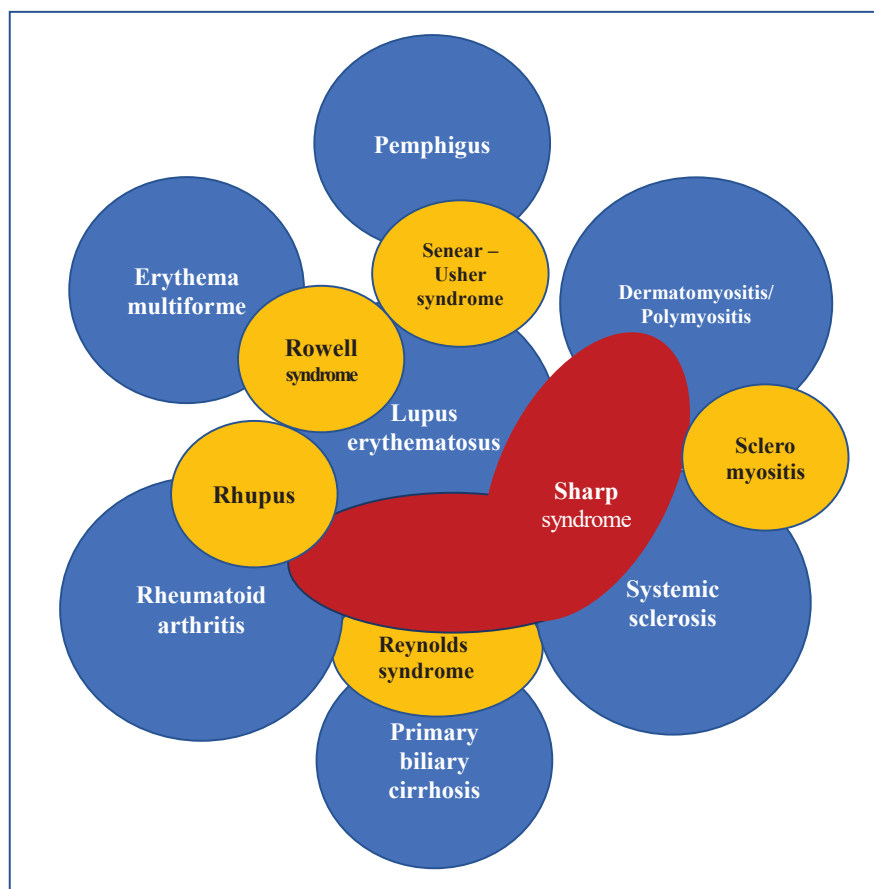 Pemphigus
Senear –
Usher
syndrome
Erythema
multiforme
Dermatomyositis/
Polymyositis
Rowell
syndrome
Lupus
erythematosus
Sclero
myositis
Rhupus
Sharp
syndrome
Rheumatoid
arthritis
Systemic
sclerosis
Reynolds
syndrome
Primary
biliary
cirrhosis